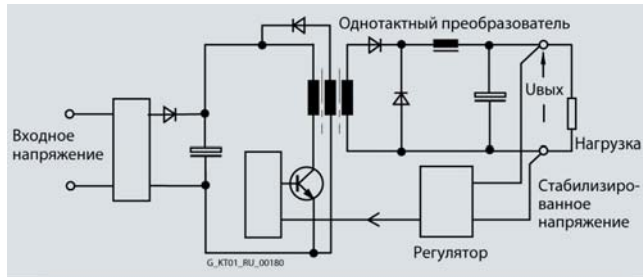 Однотактный преобразователь
Uвых
Входное
напряжение
Нагрузка
Стабилизиро-
ванное
напряжение
Регулятор
G_KT01_RU_00180